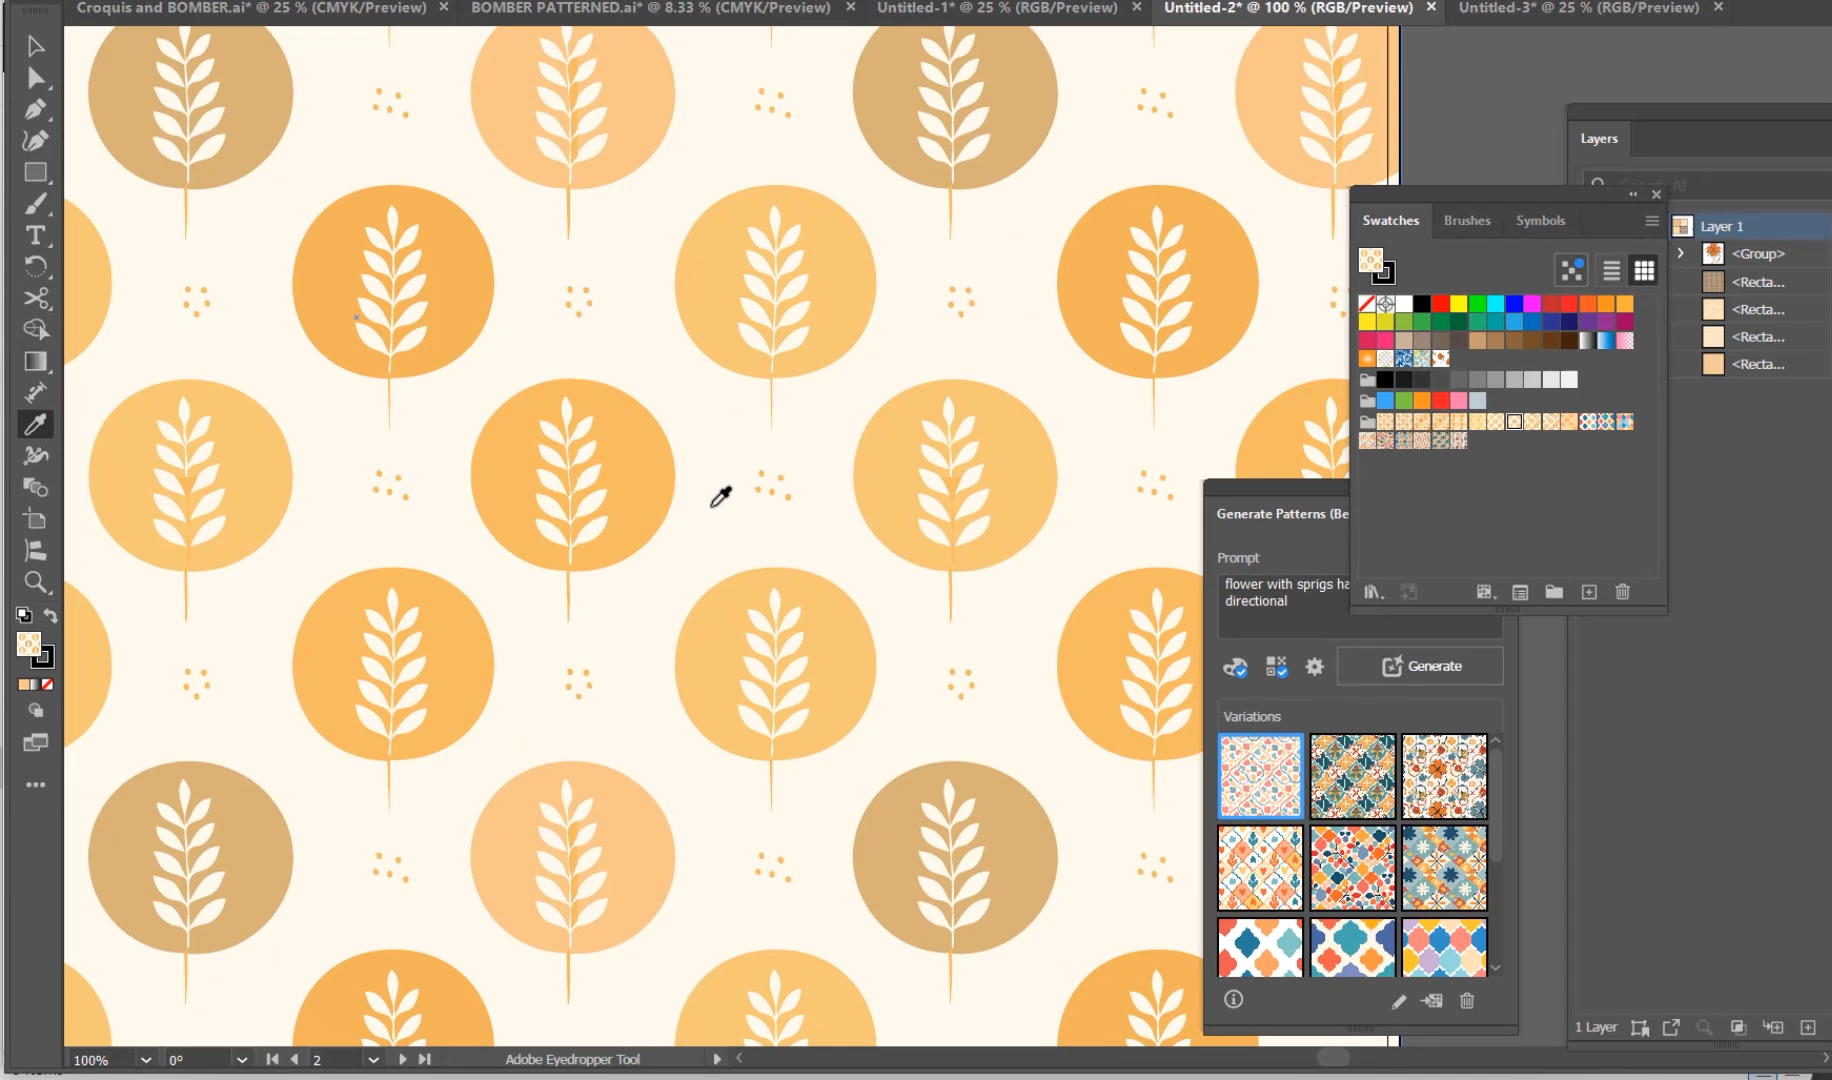 Croquis and BOMBER.ai* @ 25 % (CMYK/Preview)
BOMBER PATTERNED.ai* @ 8.33 % (CMYK/Preview)
Untitled-1* @ 25 % (RGB/Preview)
Untitled-2* @ 100 % (RGB/Preview)
Untitled-3* @ 25 % (RGB/Preview)
Layers
Swatches
Brushes
Symbols
Layer 1
<Group>
<Recta...
<Recta...
<Recta...
<Recta...
Generate Patterns (Be
Prompt
flower with sprigs ha
directional
Generate
Variations
1 Layer
100%
0°
2
Adobe Eyedropper Tool